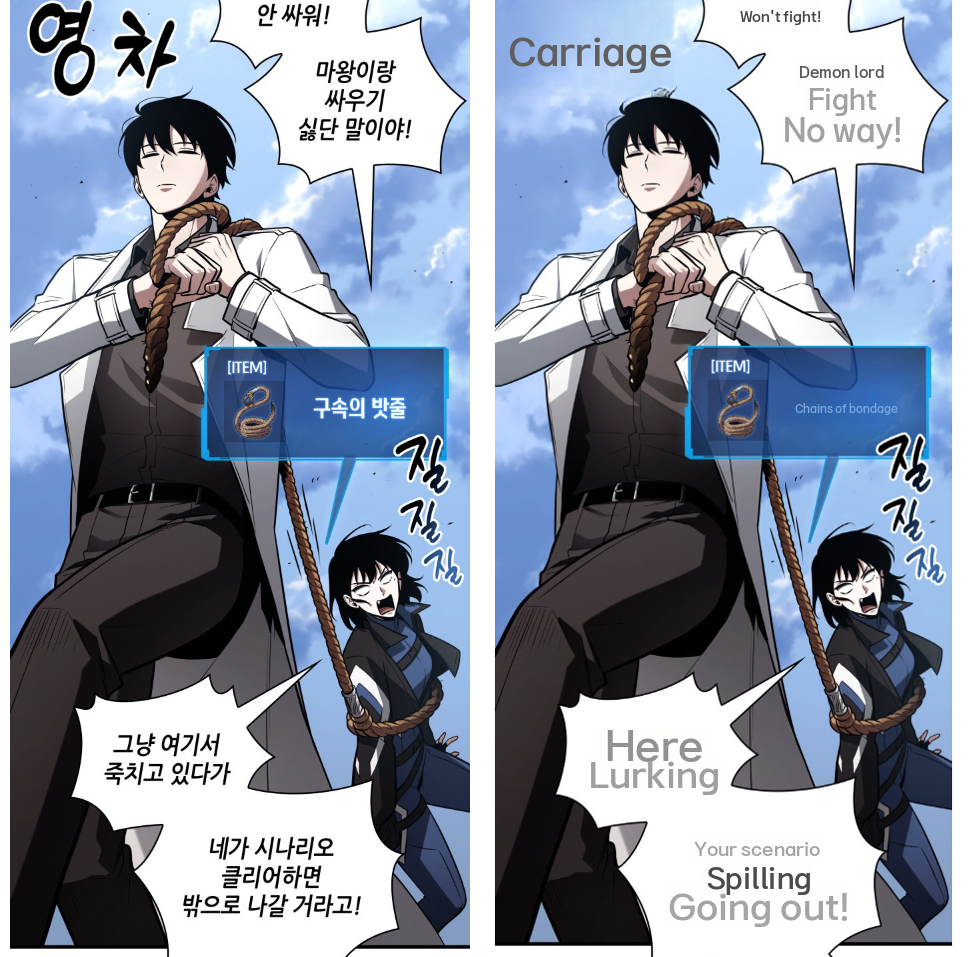 영차
안 싸워!
마왕이랑
싸우기
싫단 말이야!
[ITEM]
구속의 밧줄
질
질
질
그냥 여기서
죽치고 있다가
네가 시나리오
클리어하면
밖으로 나갈 거라고!
Carriage
Won't fight!
Demon lord
Fight
No way!
[ITEM]
Chains of bondage
질
질
질
Here
Lurking
Your scenario
Spilling
Going out!